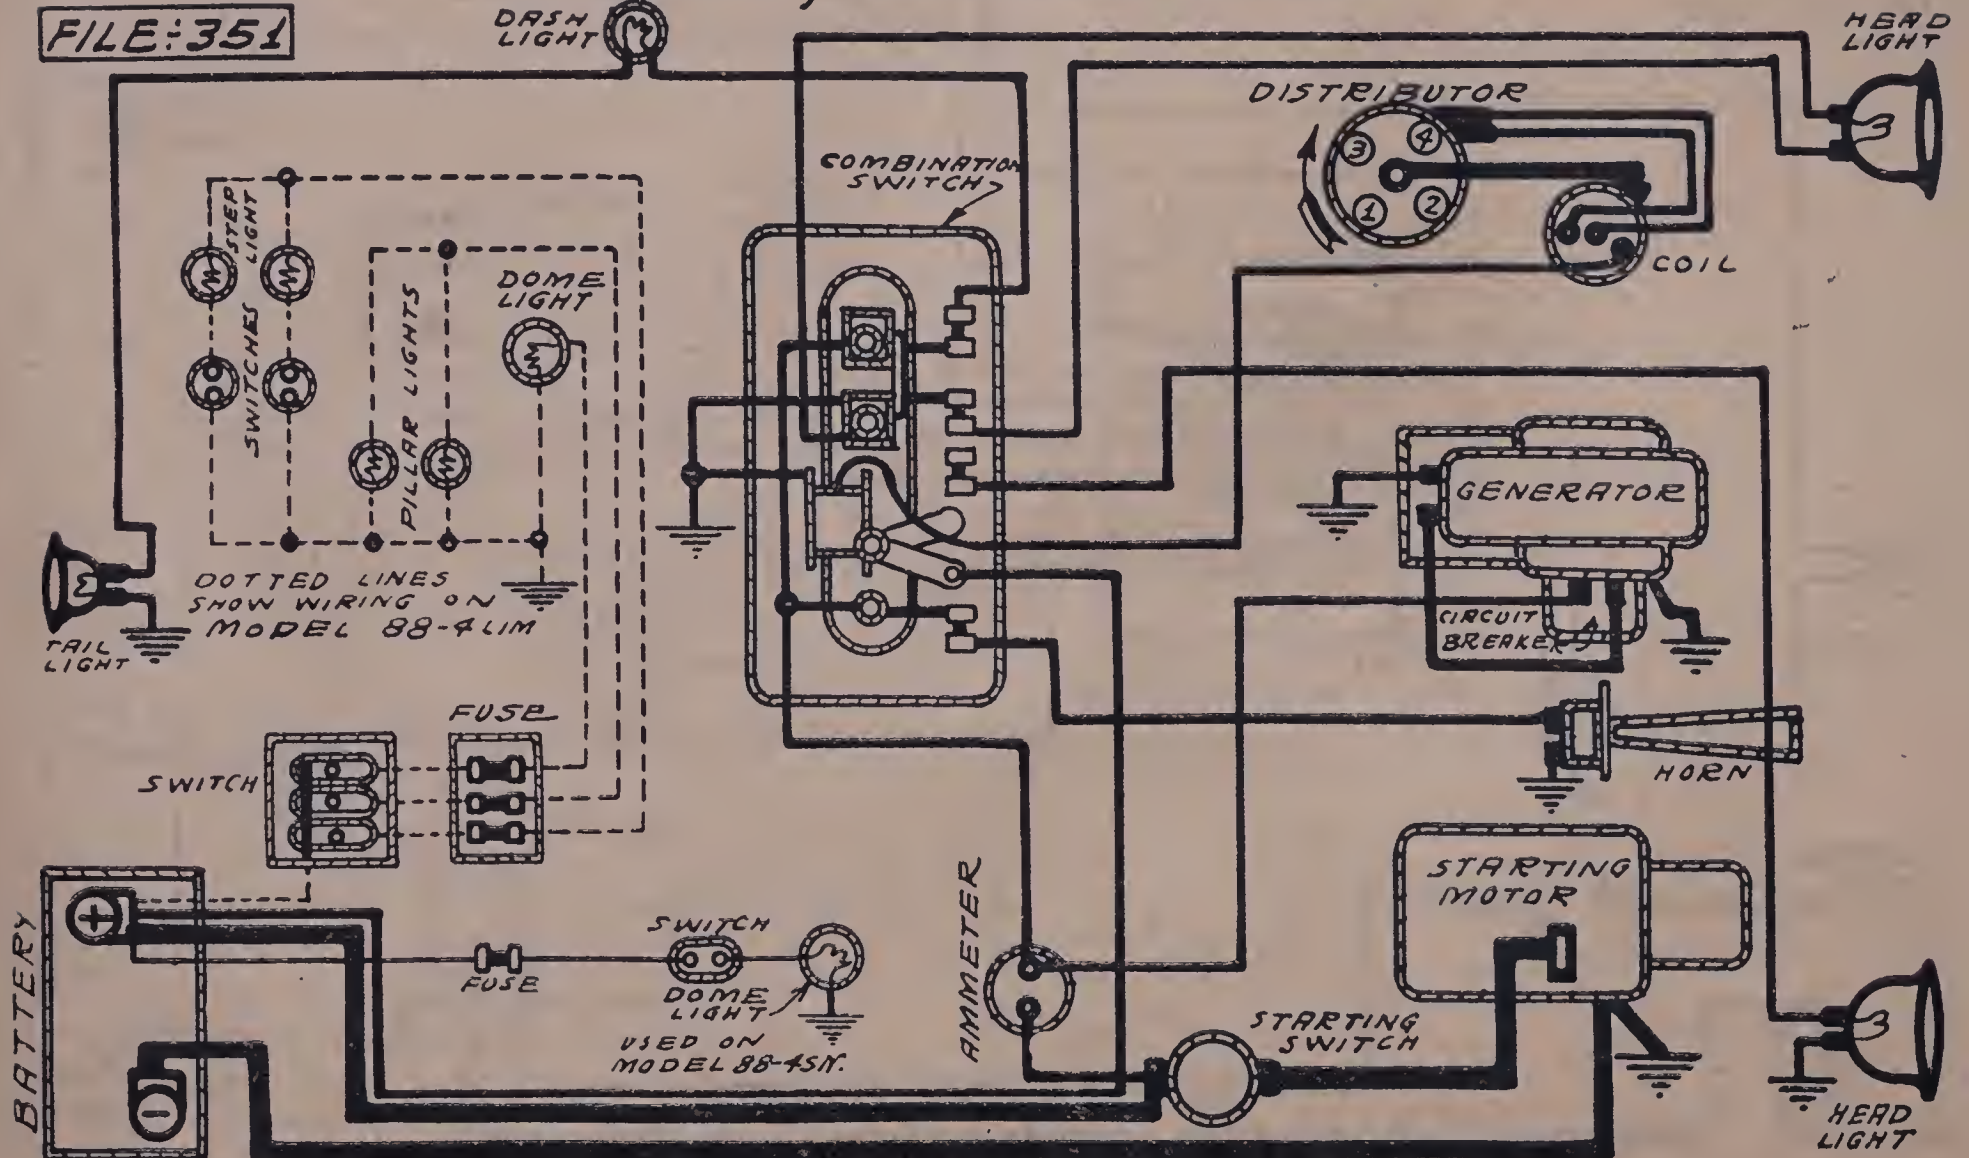 FILE:351
DASH
LIGHT
HEAD
LIGHT
DISTRIBUTOR
3
4
1
2
COMBINATION
SWITCH
COIL
STEP
LIGHT
SWITCHES
PILLAR LIGHTS
DOME
LIGHT
GENERATOR
DOTTED LINES
SHOW WIRING ON
MODEL 88-4 LIM
TAIL
LIGHT
CIRCUIT
BREAKER
FUSE
SWITCH
HORN
STARTING
MOTOR
BATTERY
+
-
SWITCH
FUSE
DOME
LIGHT
USED ON
MODEL 88-4SN.
AMMETER
STARTING
SWITCH
HEAD
LIGHT